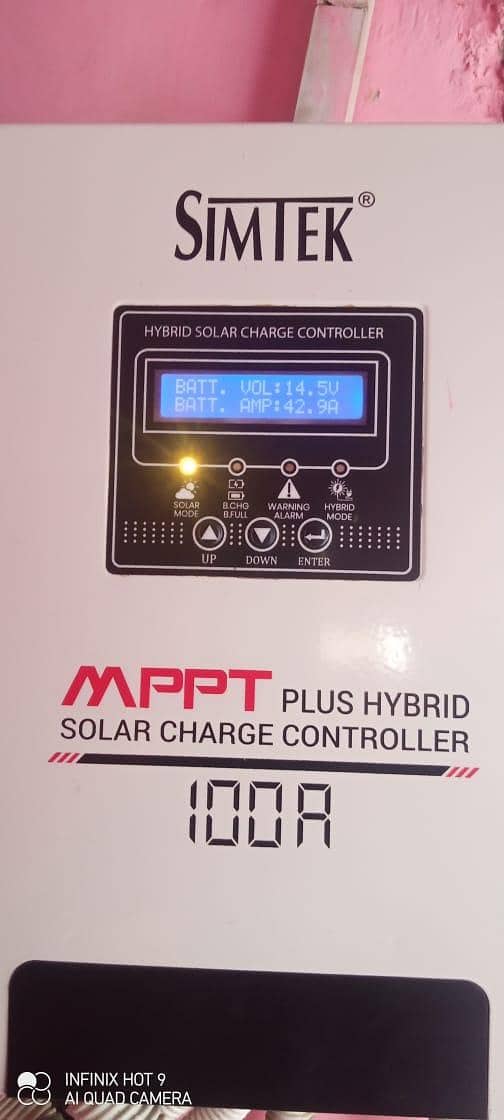 SIMTEK®
HYBRID SOLAR CHARGE CONTROLLER
BATT. VOL:14.5V
BATT. AMP:42.9A
SOLAR MODE
B.CHG B.FULL
WARNING ALARM
HYBRID MODE
UP DOWN ENTER
MPPT PLUS HYBRID
SOLAR CHARGE CONTROLLER
100A
INFINIX HOT 9
AI QUAD CAMERA